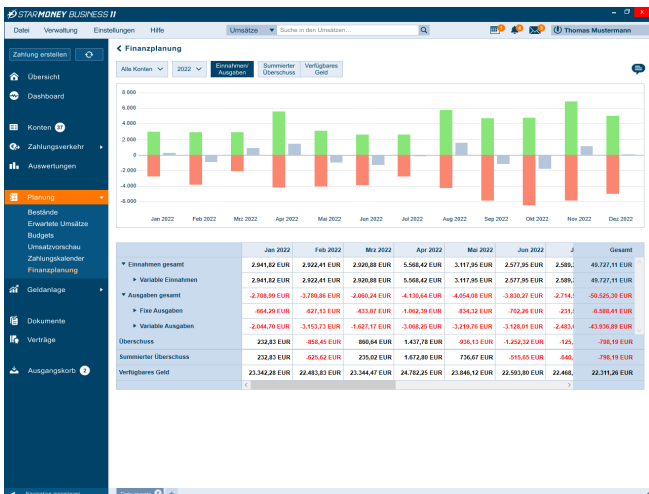 STARMONEY BUSINESS 11
Datei Verwaltung Einstellungen Hilfe Umsätze Suche in den Umsätzen... Thomas Mustermann
Zahlung erstellen
Finanzplanung
Alle Konten 2022 Einnahmen/ Ausgaben Summierter Überschuss Verfügbares Geld
Übersicht
Dashboard
Konten 37
Zahlungsverkehr
Auswertungen
Planung
Bestände
Erwartete Umsätze
Budgets
Umsatzvorschau
Zahlungskalender
Finanzplanung
Geldanlage
Dokumente
Verträge
Ausgangskorb 2
8.000
6.000
4.000
2.000
0
-2.000
-4.000
-6.000
Jan 2022 Feb 2022 Mrz 2022 Apr 2022 Mai 2022 Jun 2022 Jul 2022 Aug 2022 Sep 2022 Okt 2022 Nov 2022 Dez 2022
Jan 2022 Feb 2022 Mrz 2022 Apr 2022 Mai 2022 Jun 2022 J Gesamt
Einnahmen gesamt 2.941,82 EUR 2.922,41 EUR 2.920,88 EUR 5.568,42 EUR 3.117,95 EUR 2.577,95 EUR 2.589, 49.727,11 EUR
Variable Einnahmen 2.941,82 EUR 2.922,41 EUR 2.920,88 EUR 5.568,42 EUR 3.117,95 EUR 2.577,95 EUR 2.589, 49.727,11 EUR
Ausgaben gesamt -2.708,99 EUR -3.780,86 EUR -2.060,24 EUR -4.130,64 EUR -4.054,08 EUR -3.830,27 EUR -2.714, -50.525,30 EUR
Fixe Ausgaben -664,29 EUR -627,13 EUR -433,07 EUR -1.062,39 EUR -834,32 EUR -702,26 EUR -231, -6.588,41 EUR
Variable Ausgaben -2.044,70 EUR -3.153,73 EUR -1.627,17 EUR -3.068,25 EUR -3.219,76 EUR -3.128,01 EUR -2.483, -43.936,89 EUR
Überschuss 232,83 EUR -858,45 EUR 860,64 EUR 1.437,78 EUR -936,13 EUR -1.252,32 EUR -125, -798,19 EUR
Summierter Überschuss 232,83 EUR -625,62 EUR 235,02 EUR 1.672,80 EUR 736,67 EUR -515,65 EUR -640, -798,19 EUR
Verfügbares Geld 23.342,28 EUR 22.483,83 EUR 23.344,47 EUR 24.782,25 EUR 23.846,12 EUR 22.593,80 EUR 22.468, 22.311,26 EUR